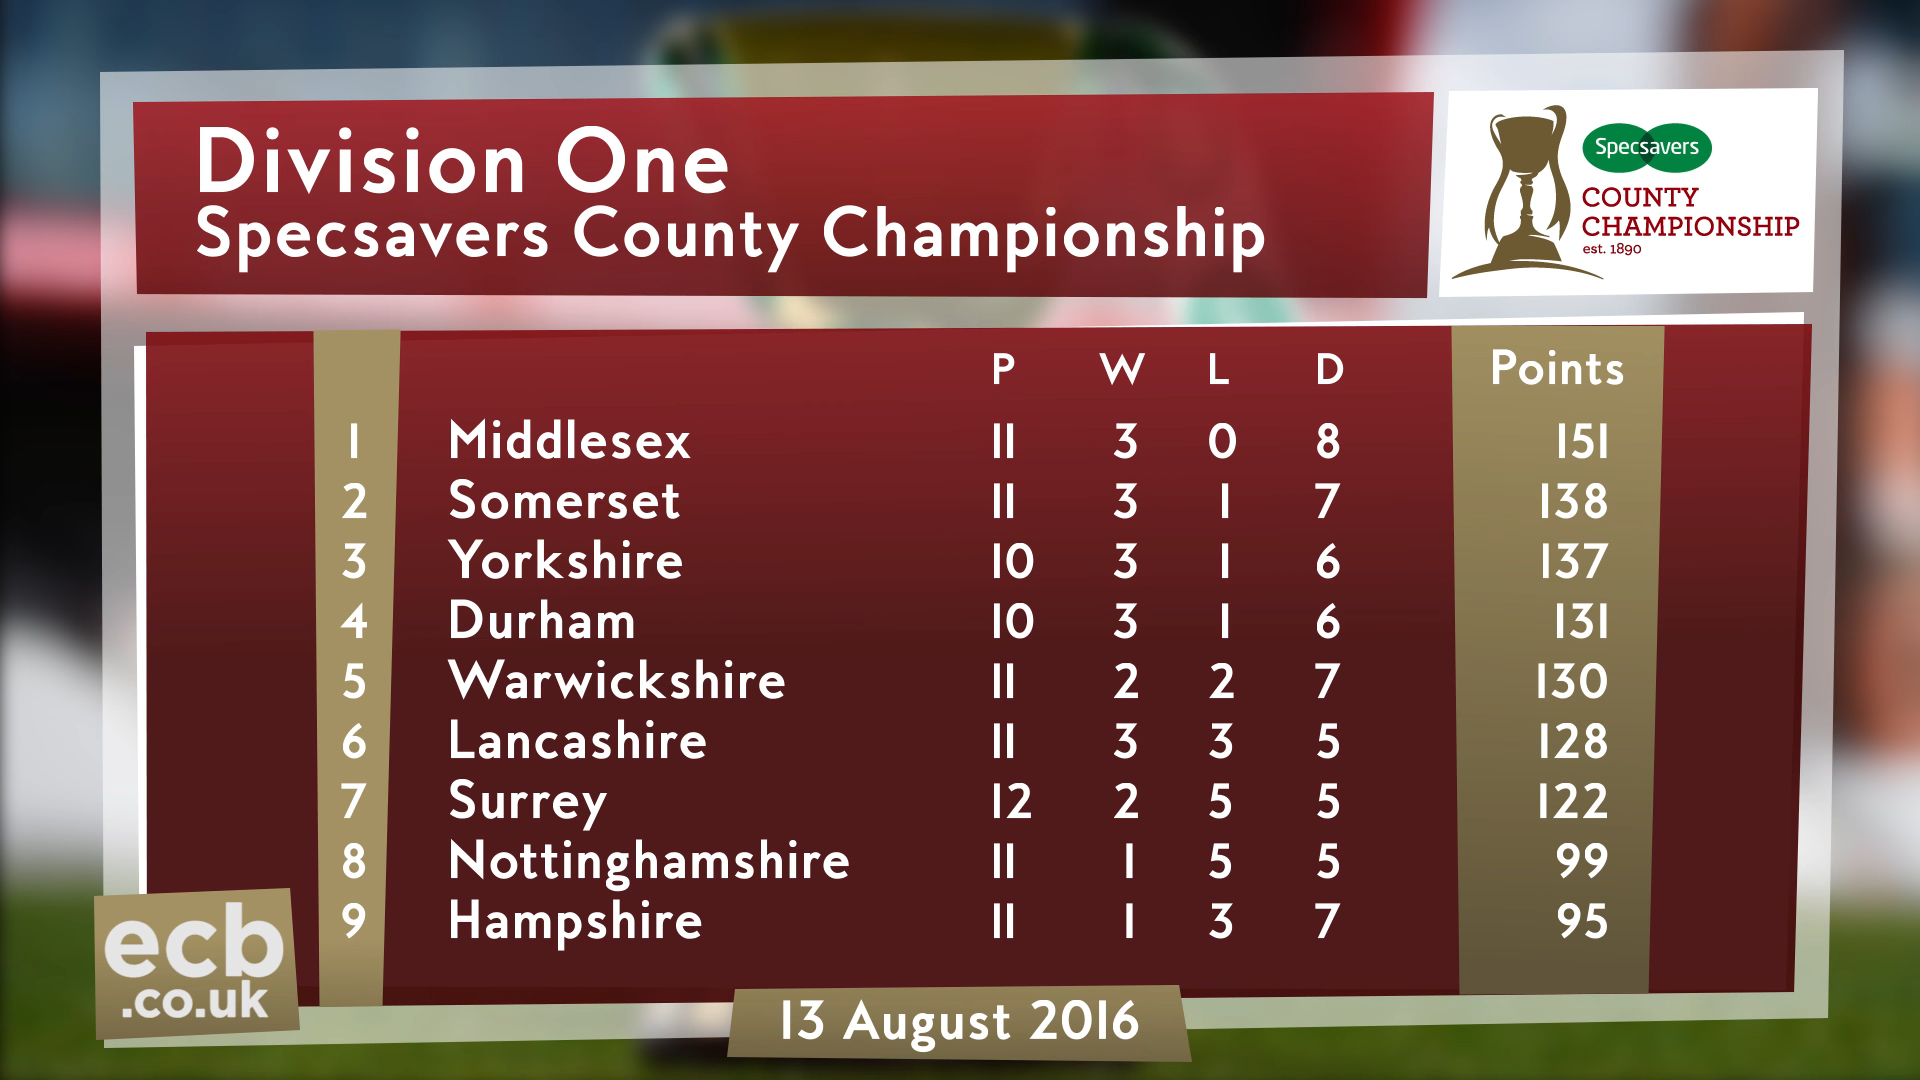 Division One
Specsavers County Championship
Specsavers
COUNTY
CHAMPIONSHIP
est. 1890
P W L D Points
1 Middlesex 11 3 0 8 151
2 Somerset 11 3 1 7 138
3 Yorkshire 10 3 1 6 137
4 Durham 10 3 1 6 131
5 Warwickshire 11 2 2 7 130
6 Lancashire 11 3 3 5 128
7 Surrey 12 2 5 5 122
8 Nottinghamshire 11 1 5 5 99
9 Hampshire 11 1 3 7 95
ecb
.co.uk
13 August 2016